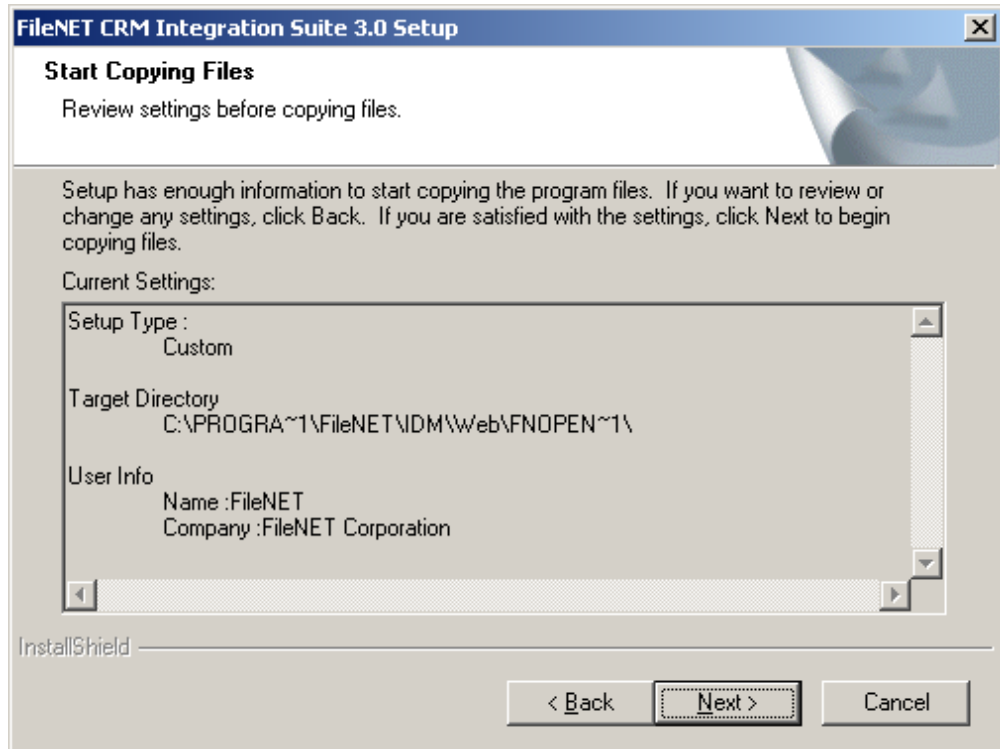 FileNET CRM Integration Suite 3.0 Setup
Start Copying Files
Review settings before copying files.
Setup has enough information to start copying the program files. If you want to review or
change any settings, click Back. If you are satisfied with the settings, click Next to begin
copying files.
Current Settings:
Setup Type :
Custom
Target Directory
C:\PROGRA~1\FileNET\IDM\Web\FNOPEN~1\
User Info
Name :FileNET
Company :FileNET Corporation
InstallShield
< Back Next > Cancel